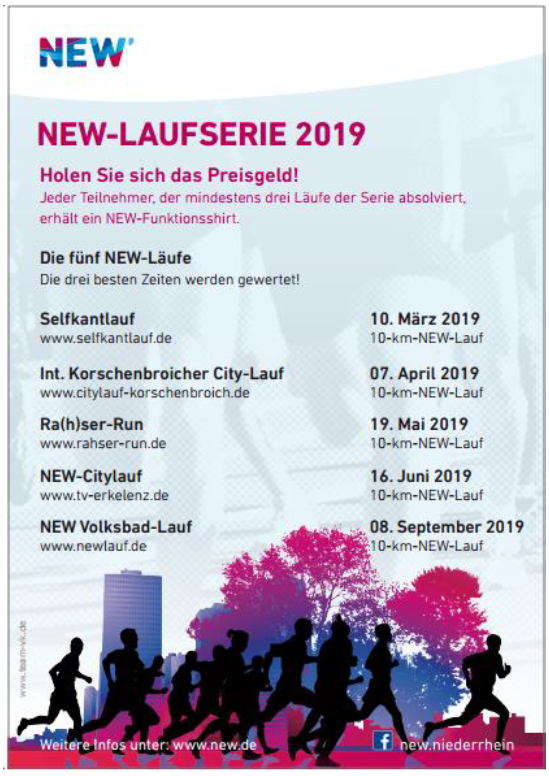 NEW'
NEW-LAUFSERIE 2019
Holen Sie sich das Preisgeld!
Jeder Teilnehmer, der mindestens drei Läufe der Serie absolviert,
erhält ein NEW-Funktionsshirt.
Die fünf NEW-Läufe
Die drei besten Zeiten werden gewertet!
Selfkantlauf 10. März 2019
www.selfkantlauf.de 10-km-NEW-Lauf
Int. Korschenbroicher City-Lauf 07. April 2019
www.citylauf-korschenbroich.de 10-km-NEW-Lauf
Ra(h)ser-Run 19. Mai 2019
www.rahser-run.de 10-km-NEW-Lauf
NEW-Citylauf 16. Juni 2019
www.tv-erkelenz.de 10-km-NEW-Lauf
NEW Volksbad-Lauf 08. September 2019
www.newlauf.de 10-km-NEW-Lauf
www.team-vk.de
Weitere Infos unter: www.new.de f new.niederrhein